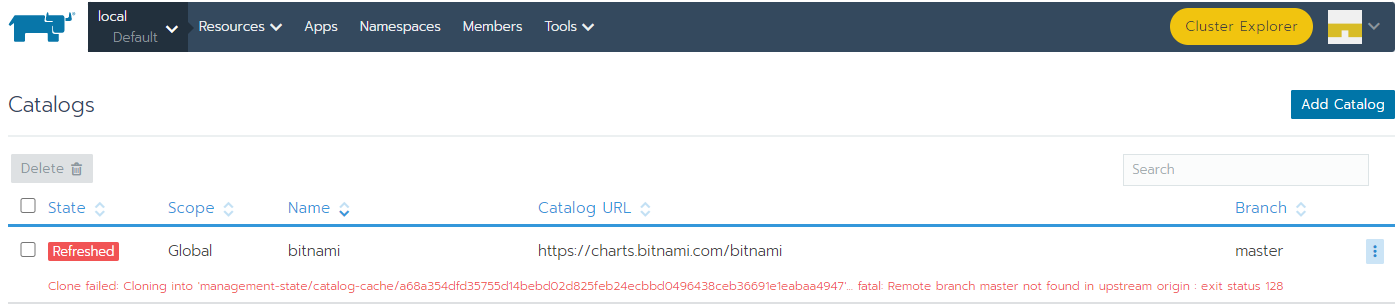 local
Default
Resources
Apps
Namespaces
Members
Tools
Cluster Explorer
Catalogs
Add Catalog
Delete
Search
State
Scope
Name
Catalog URL
Branch
Refreshed
Global
bitnami
https://charts.bitnami.com/bitnami
master
Clone failed: Cloning into 'management-state/catalog-cache/a68a354dfd35755d14bebd02d825feb24ecbbd0496438ceb36691e1eabaa4947'... fatal: Remote branch master not found in upstream origin : exit status 128